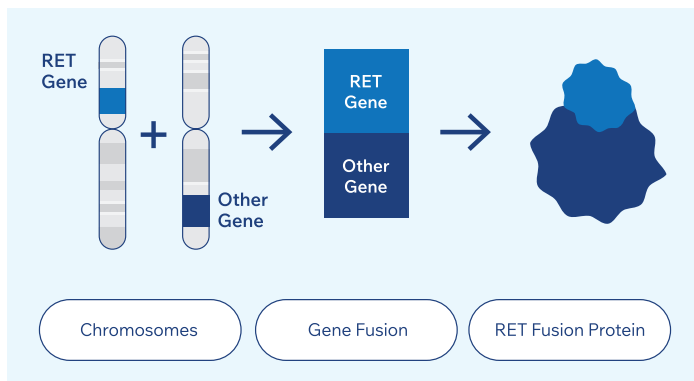 RET
Gene
Other
Gene
RET
Gene
Other
Gene
Chromosomes
Gene Fusion
RET Fusion Protein